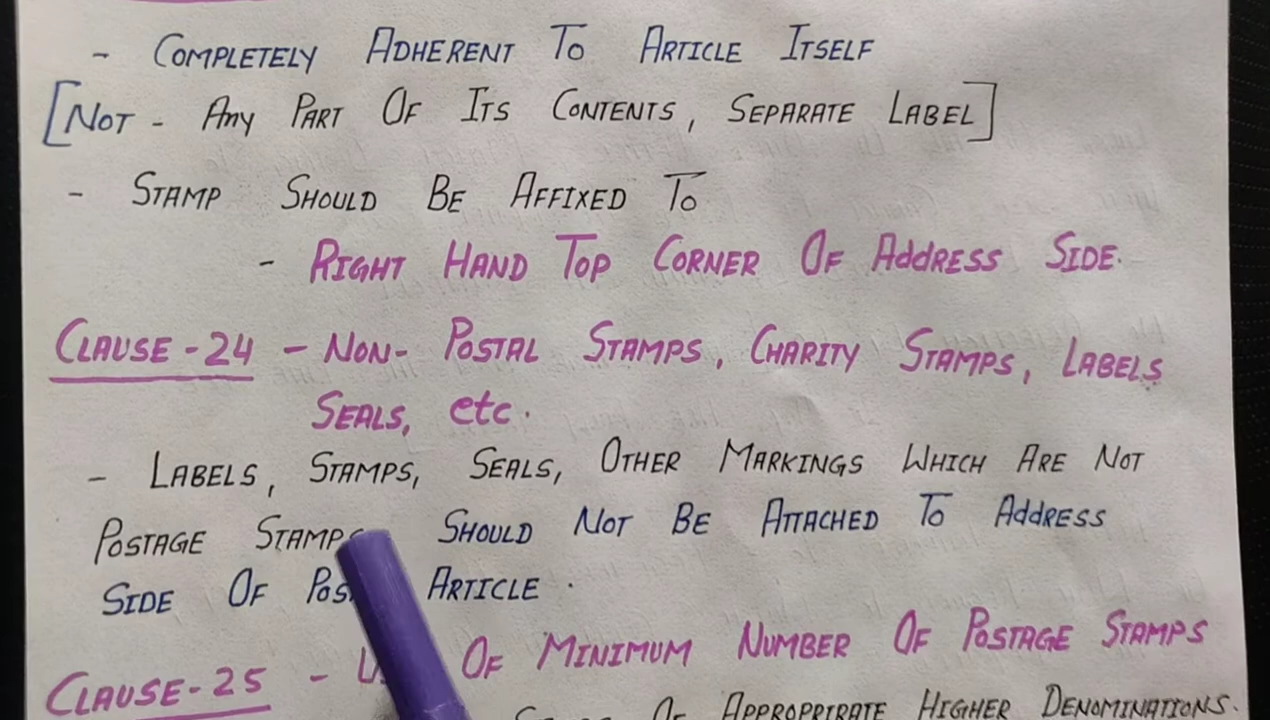 - COMPLETELY ADHERENT TO ARTICLE ITSELF
[NOT - ANY PART OF ITS CONTENTS, SEPARATE LABEL]
- STAMP SHOULD BE AFFIXED TO
- RIGHT HAND TOP CORNER OF ADDRESS SIDE.
CLAUSE-24 - NON-POSTAL STAMPS, CHARITY STAMPS, LABELS
SEALS, etc.
- LABELS, STAMPS, SEALS, OTHER MARKINGS WHICH ARE NOT
POSTAGE STAMPS SHOULD NOT BE ATTACHED TO ADDRESS
SIDE OF ARTICLE.
CLAUSE-25 - OF MINIMUM NUMBER OF POSTAGE STAMPS
OF APPROPRIRATE HIGHER DENOMINATIONS.